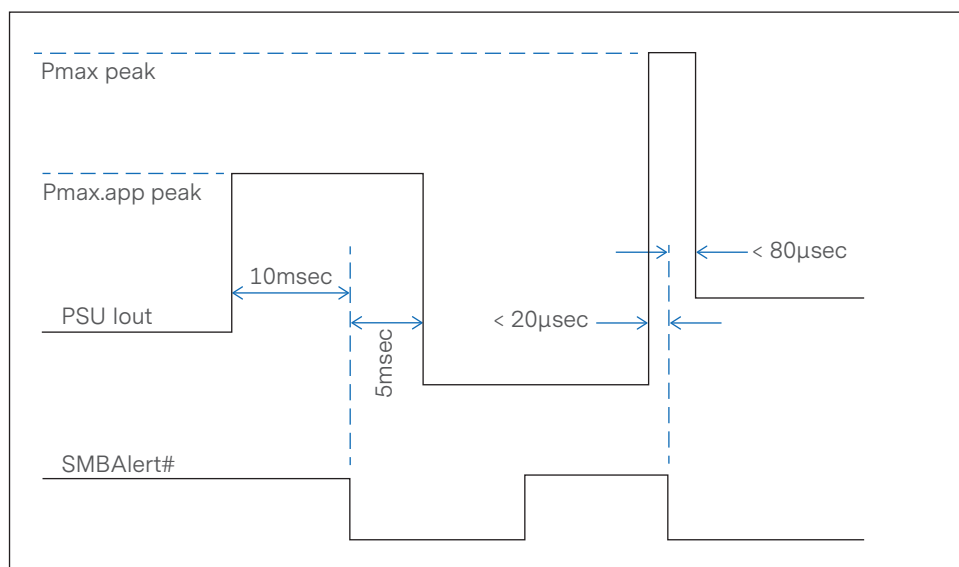 Pmax peak
Pmax.app peak
10msec
< 80μsec
PSU Iout
< 20μsec
5msec
SMBAlert#